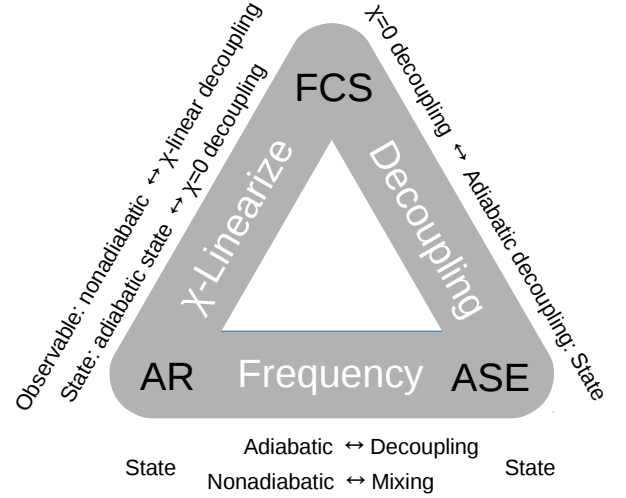 Observable: nonadiabatic ↔ χ-linear decoupling
State: adiabatic state ↔ χ=0 decoupling
χ=0 decoupling ↔ Adiabatic decoupling: State
FCS
χ-Linearize
Decoupling
AR
Frequency
ASE
Adiabatic ↔ Decoupling
State
State
Nonadiabatic ↔ Mixing